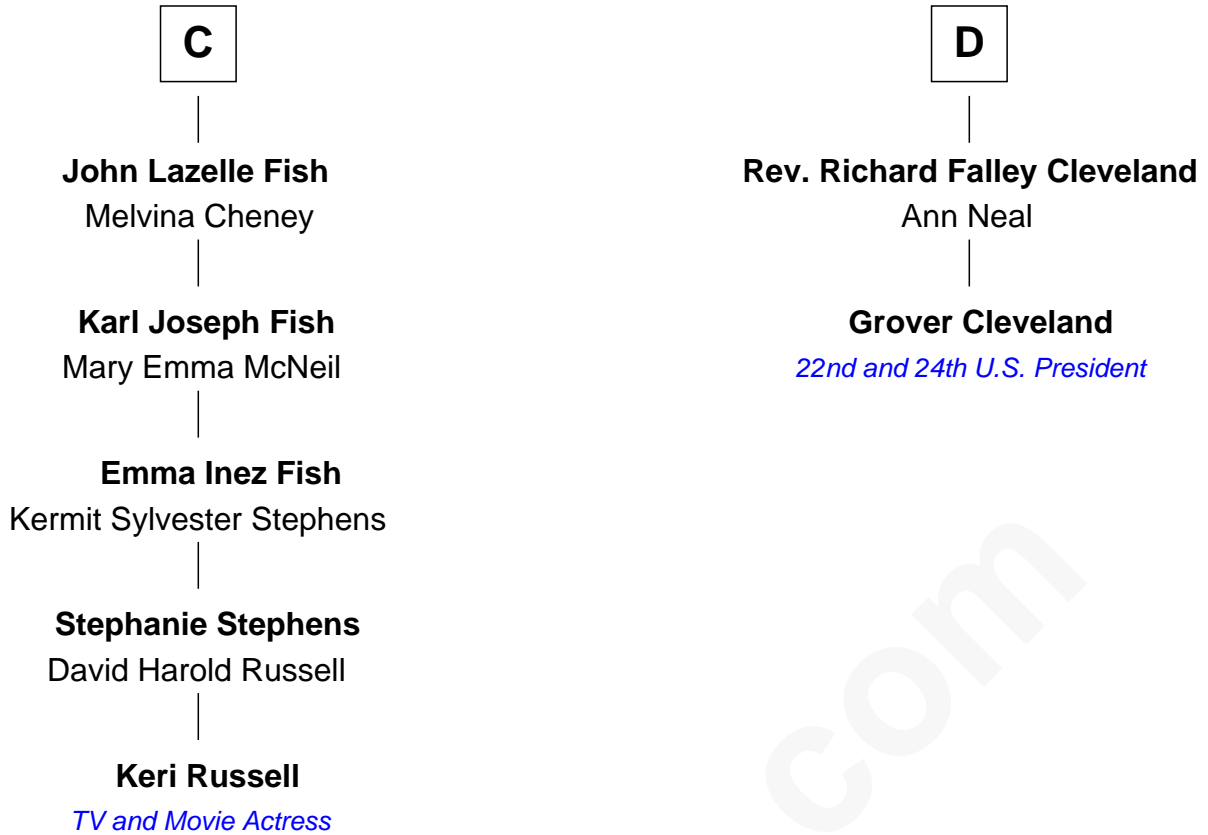 C
John Lazelle Fish
Melvina Cheney
Karl Joseph Fish
Mary Emma McNeil
Emma Inez Fish
Kermit Sylvester Stephens
Stephanie Stephens
David Harold Russell
Keri Russell
TV and Movie Actress
D
Rev. Richard Falley Cleveland
Ann Neal
Grover Cleveland
22nd and 24th U.S. President
com